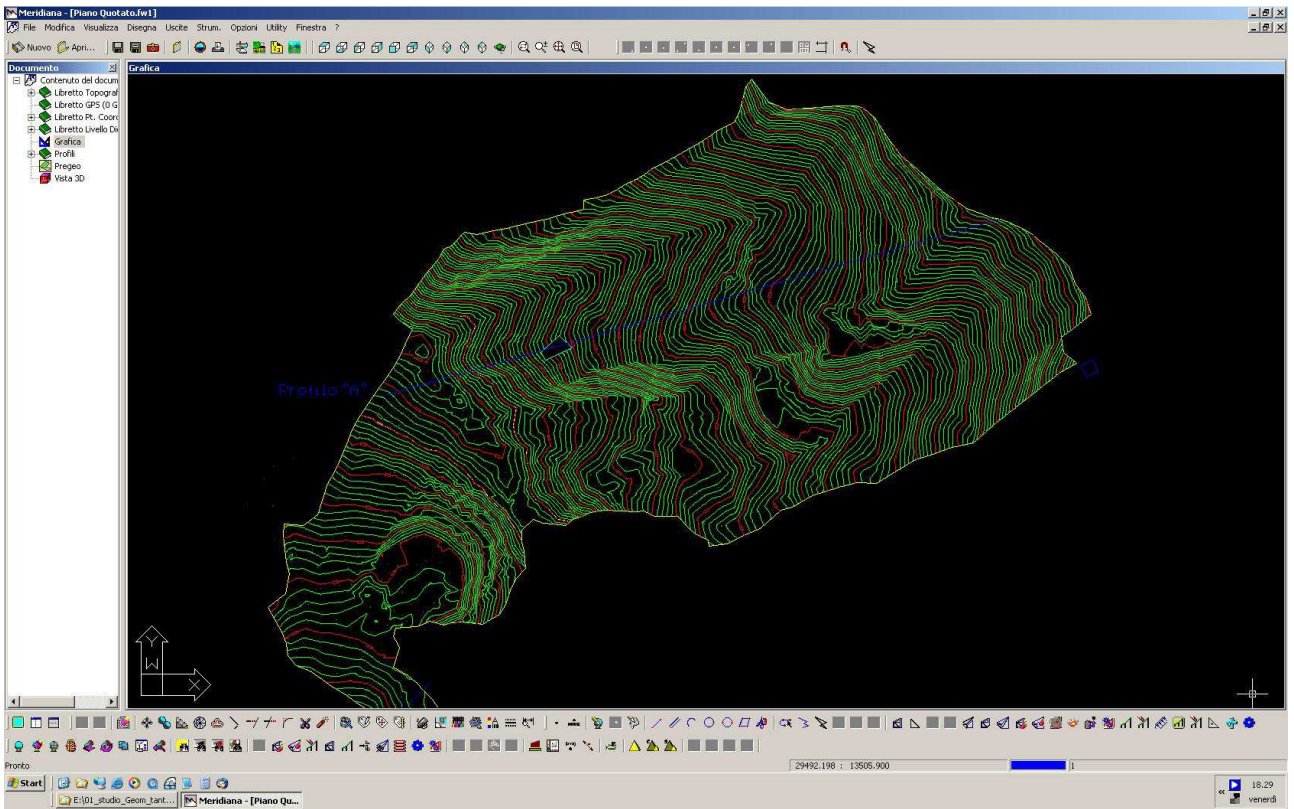 Meridiana - [Piano Quotato.fw1]
File Modifica Visualizza Disegna Uscite Strum. Opzioni Utility Finestra ?
Nuovo Apri...
Documento
Grafica
Contenuto del docum
Libretto Topograf
Libretto GPS (0 G
Libretto Pt. Coord
Libretto Livello Di
Grafica
Profili
Pregeo
Vista 3D
Profilo "A"
Y
W
X
Pronto
29492.198 : 13505.900
1
Start
18.29
E:\01_studio_Geom_tant...
Meridiana - [Piano Qu...
venerdì